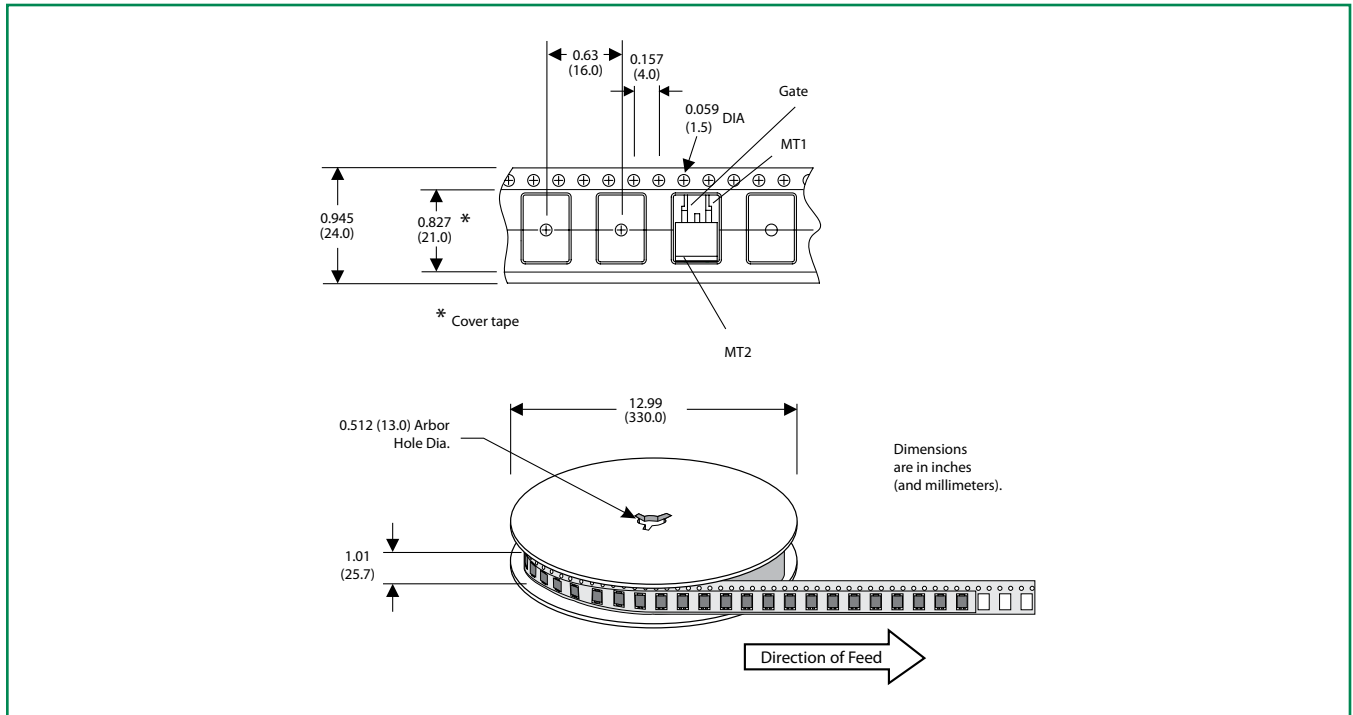 0.63
(16.0)
0.157
(4.0)
Gate
0.059 DIA
(1.5)
MT1
0.945
(24.0)
0.827 *
(21.0)
* Cover tape
MT2
12.99
(330.0)
0.512 (13.0) Arbor
Hole Dia.
Dimensions
are in inches
(and millimeters).
1.01
(25.7)
Direction of Feed